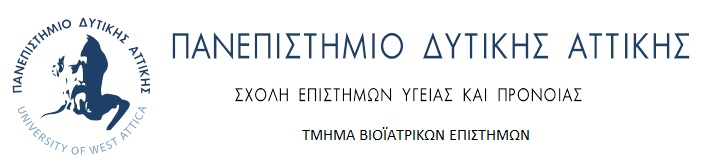 ΠΑΝΕΠΙΣΤΗΜΙΟ ΔΥΤΙΚΗΣ ΑΤΤΙΚΗΣ
UNIVERSITY OF WEST ATTICA
ΠΑΝΕΠΙΣΤΗΜΙΟ ΔΥΤΙΚΗΣ ΑΤΤΙΚΗΣ
ΣΧΟΛΗ ΕΠΙΣΤΗΜΩΝ ΥΓΕΙΑΣ ΚΑΙ ΠΡΟΝΟΙΑΣ
ΤΜΗΜΑ ΒΙΟΪΑΤΡΙΚΩΝ ΕΠΙΣΤΗΜΩΝ